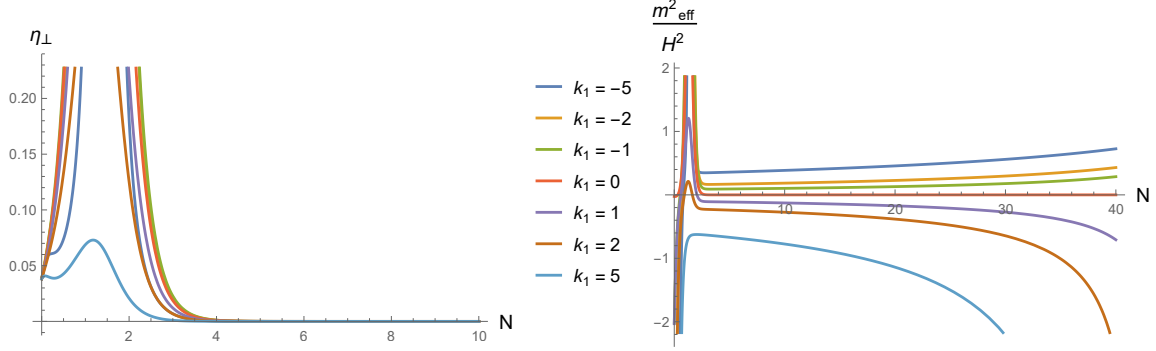 η⊥
0.20
0.15
0.10
0.05
2
4
6
8
10
N
k₁ = −5
k₁ = −2
k₁ = −1
k₁ = 0
k₁ = 1
k₁ = 2
k₁ = 5
m²eff
H²
2
1
−1
−2
10
20
30
40
N